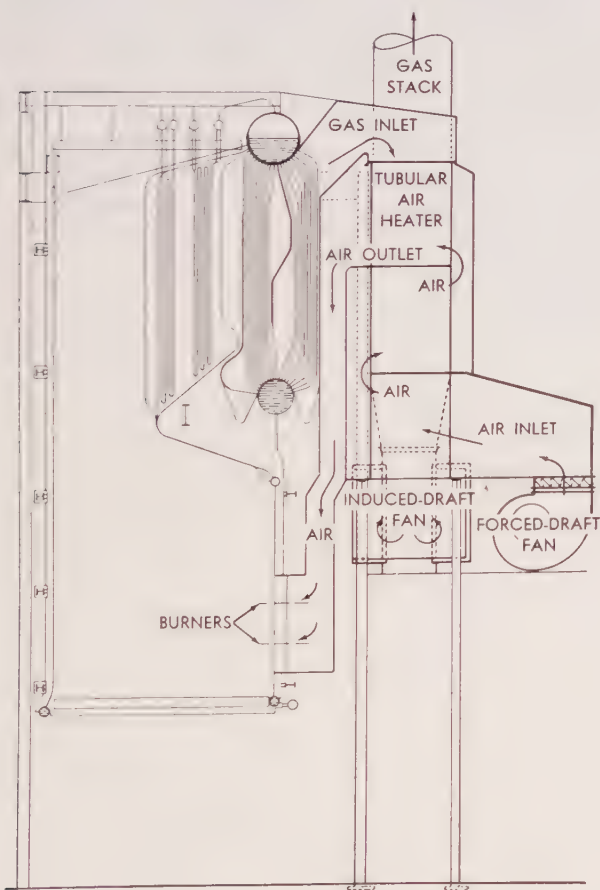 GAS
STACK
GAS INLET
TUBULAR
AIR
HEATER
AIR OUTLET
AIR
AIR
AIR INLET
INDUCED-DRAFT
FAN
FORCED-DRAFT
FAN
AIR
BURNERS